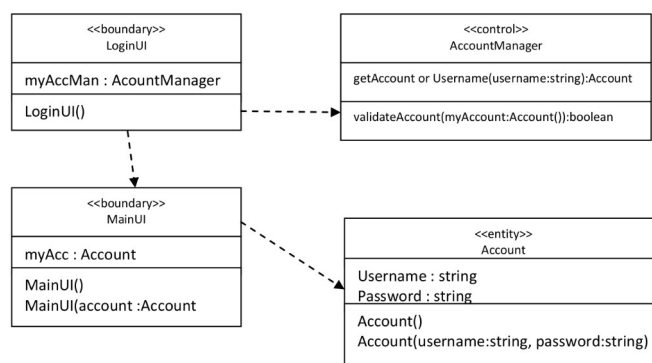 <<boundary>>
LoginUI
myAccMan : AcountManager
LoginUI()
<<control>>
AccountManager
getAccount or Username(username:string):Account
validateAccount(myAccount:Account()):boolean
<<boundary>>
MainUI
myAcc : Account
MainUI()
MainUI(account :Account
<<entity>>
Account
Username : string
Password : string
Account()
Account(username:string, password:string)